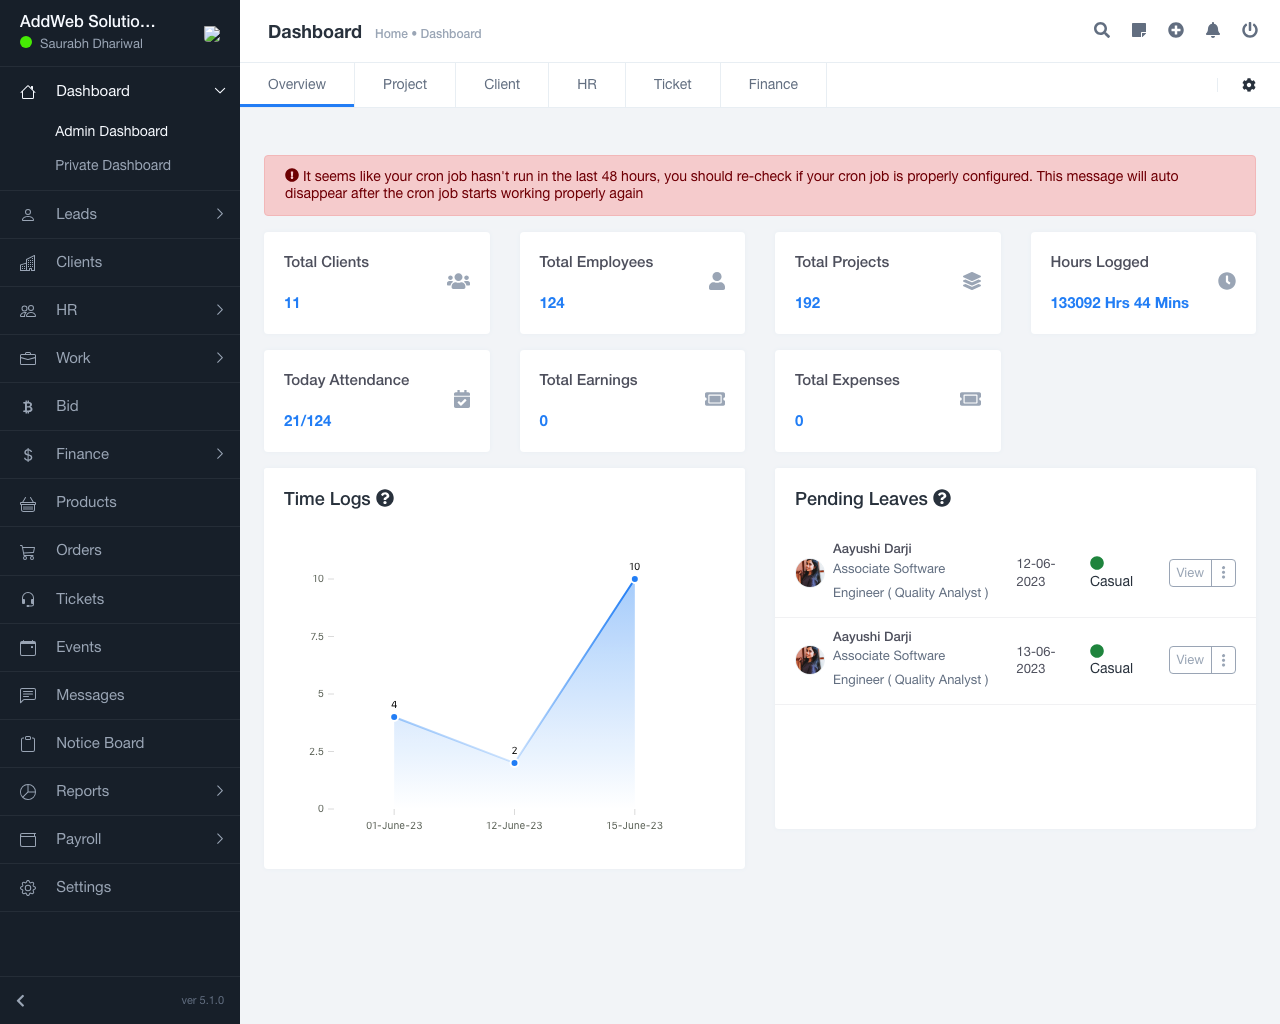 AddWeb Solutio...
Saurabh Dhariwal
Dashboard
Admin Dashboard
Private Dashboard
Leads
Clients
HR
Work
Bid
Finance
Products
Orders
Tickets
Events
Messages
Notice Board
Reports
Payroll
Settings
ver 5.1.0
Dashboard
Home • Dashboard
Overview
Project
Client
HR
Ticket
Finance
It seems like your cron job hasn't run in the last 48 hours, you should re-check if your cron job is properly configured. This message will auto
disappear after the cron job starts working properly again
Total Clients
11
Total Employees
124
Total Projects
192
Hours Logged
133092 Hrs 44 Mins
Today Attendance
21/124
Total Earnings
0
Total Expenses
0
Time Logs
10
7.5
5
2.5
0
4
2
10
01-June-23
12-June-23
15-June-23
Pending Leaves
Aayushi Darji
Associate Software
Engineer ( Quality Analyst )
12-06-
2023
Casual
View
Aayushi Darji
Associate Software
Engineer ( Quality Analyst )
13-06-
2023
Casual
View